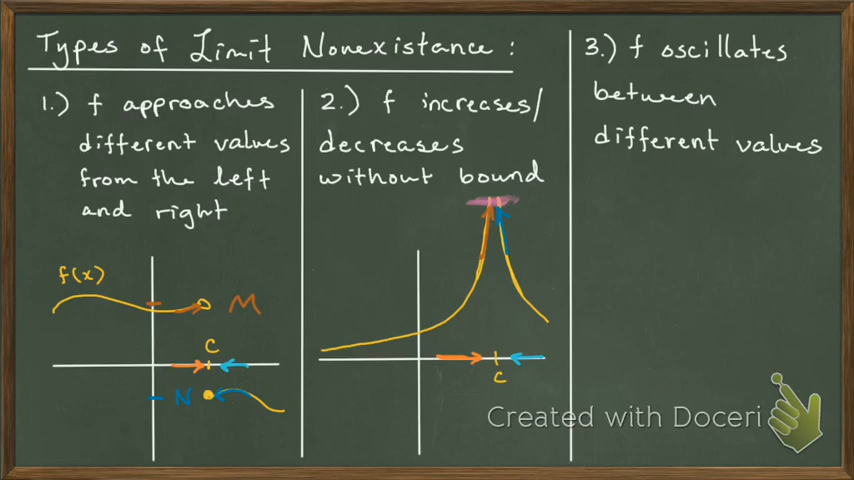 Types of Limit Nonexistance:
1.) f approaches
different values
from the left
and right
f(x)
M
C
N
2.) f increases/
decreases
without bound
C
3.) f oscillates
between
different values
Created with Doceri